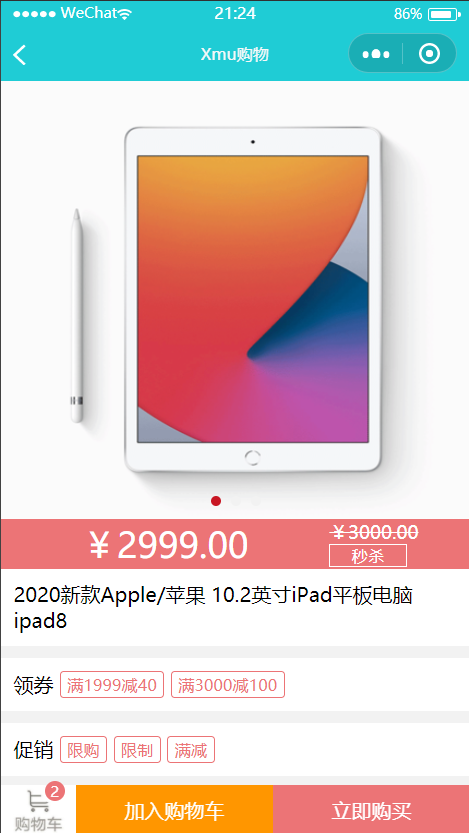 WeChat 21:24 86%
Xmu购物
￥2999.00
￥3000.00
秒杀
2020新款Apple/苹果 10.2英寸iPad平板电脑
ipad8
领券 满1999减40 满3000减100
促销 限购 限制 满减
2
购物车 加入购物车 立即购买